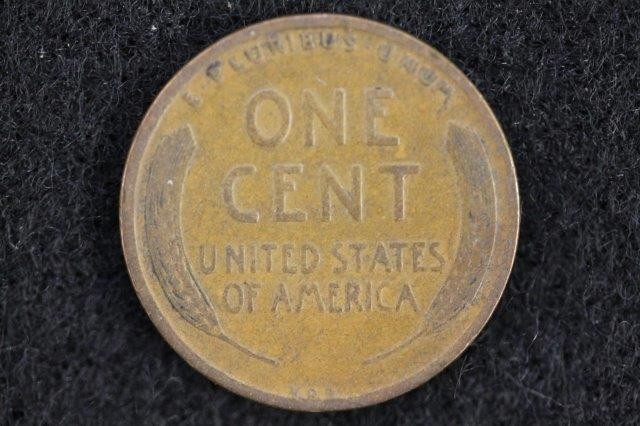 E·PLURIBUS·UNUM
ONE
CENT
UNITED STATES
OF AMERICA
V.D.B.